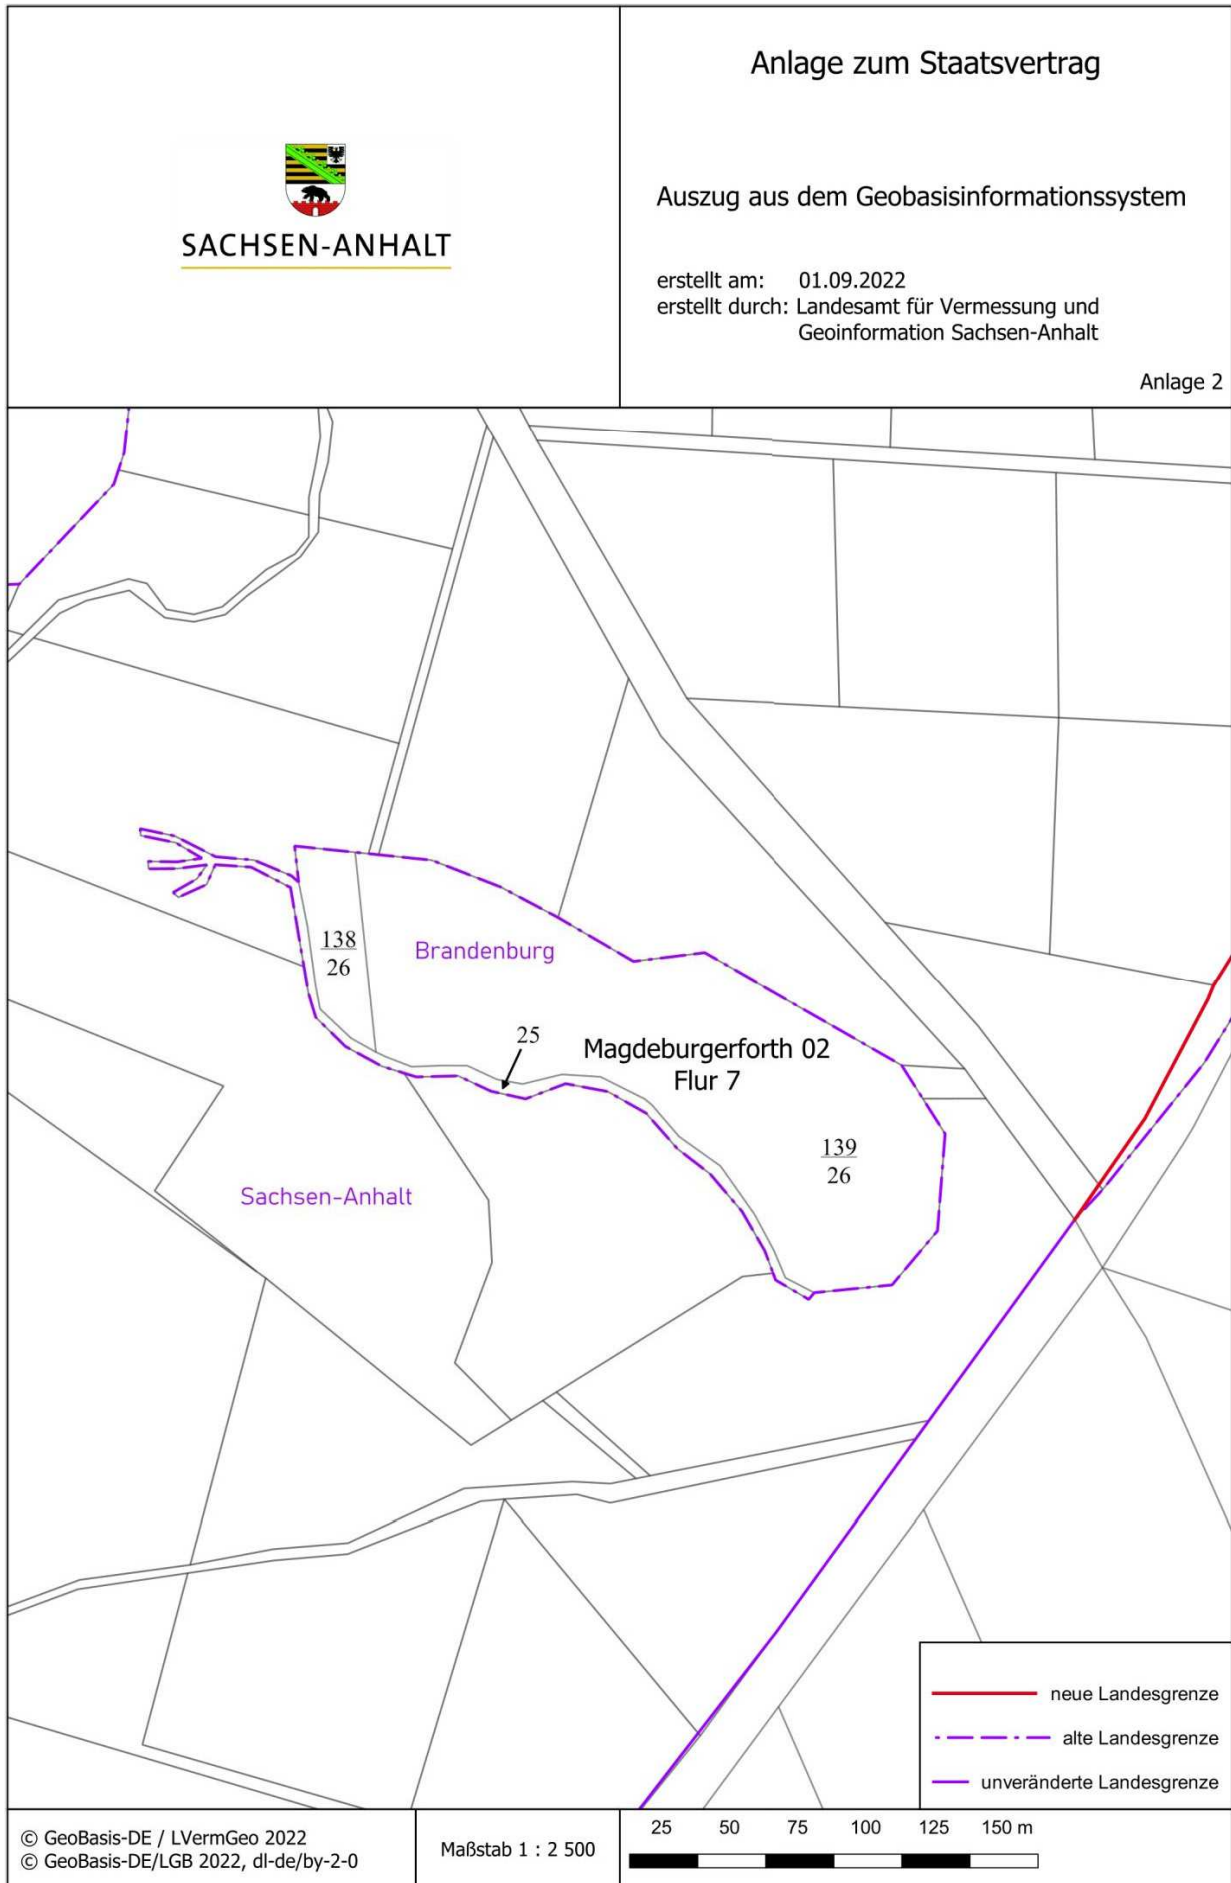 SACHSEN-ANHALT
Anlage zum Staatsvertrag
Auszug aus dem Geobasisinformationssystem
erstellt am: 01.09.2022
erstellt durch: Landesamt für Vermessung und
Geoinformation Sachsen-Anhalt
Anlage 2
138
26
Brandenburg
25
Magdeburgerforth 02
Flur 7
139
26
Sachsen-Anhalt
neue Landesgrenze
alte Landesgrenze
unveränderte Landesgrenze
© GeoBasis-DE / LVermGeo 2022
© GeoBasis-DE/LGB 2022, dl-de/by-2-0
Maßstab 1 : 2 500
25 50 75 100 125 150 m